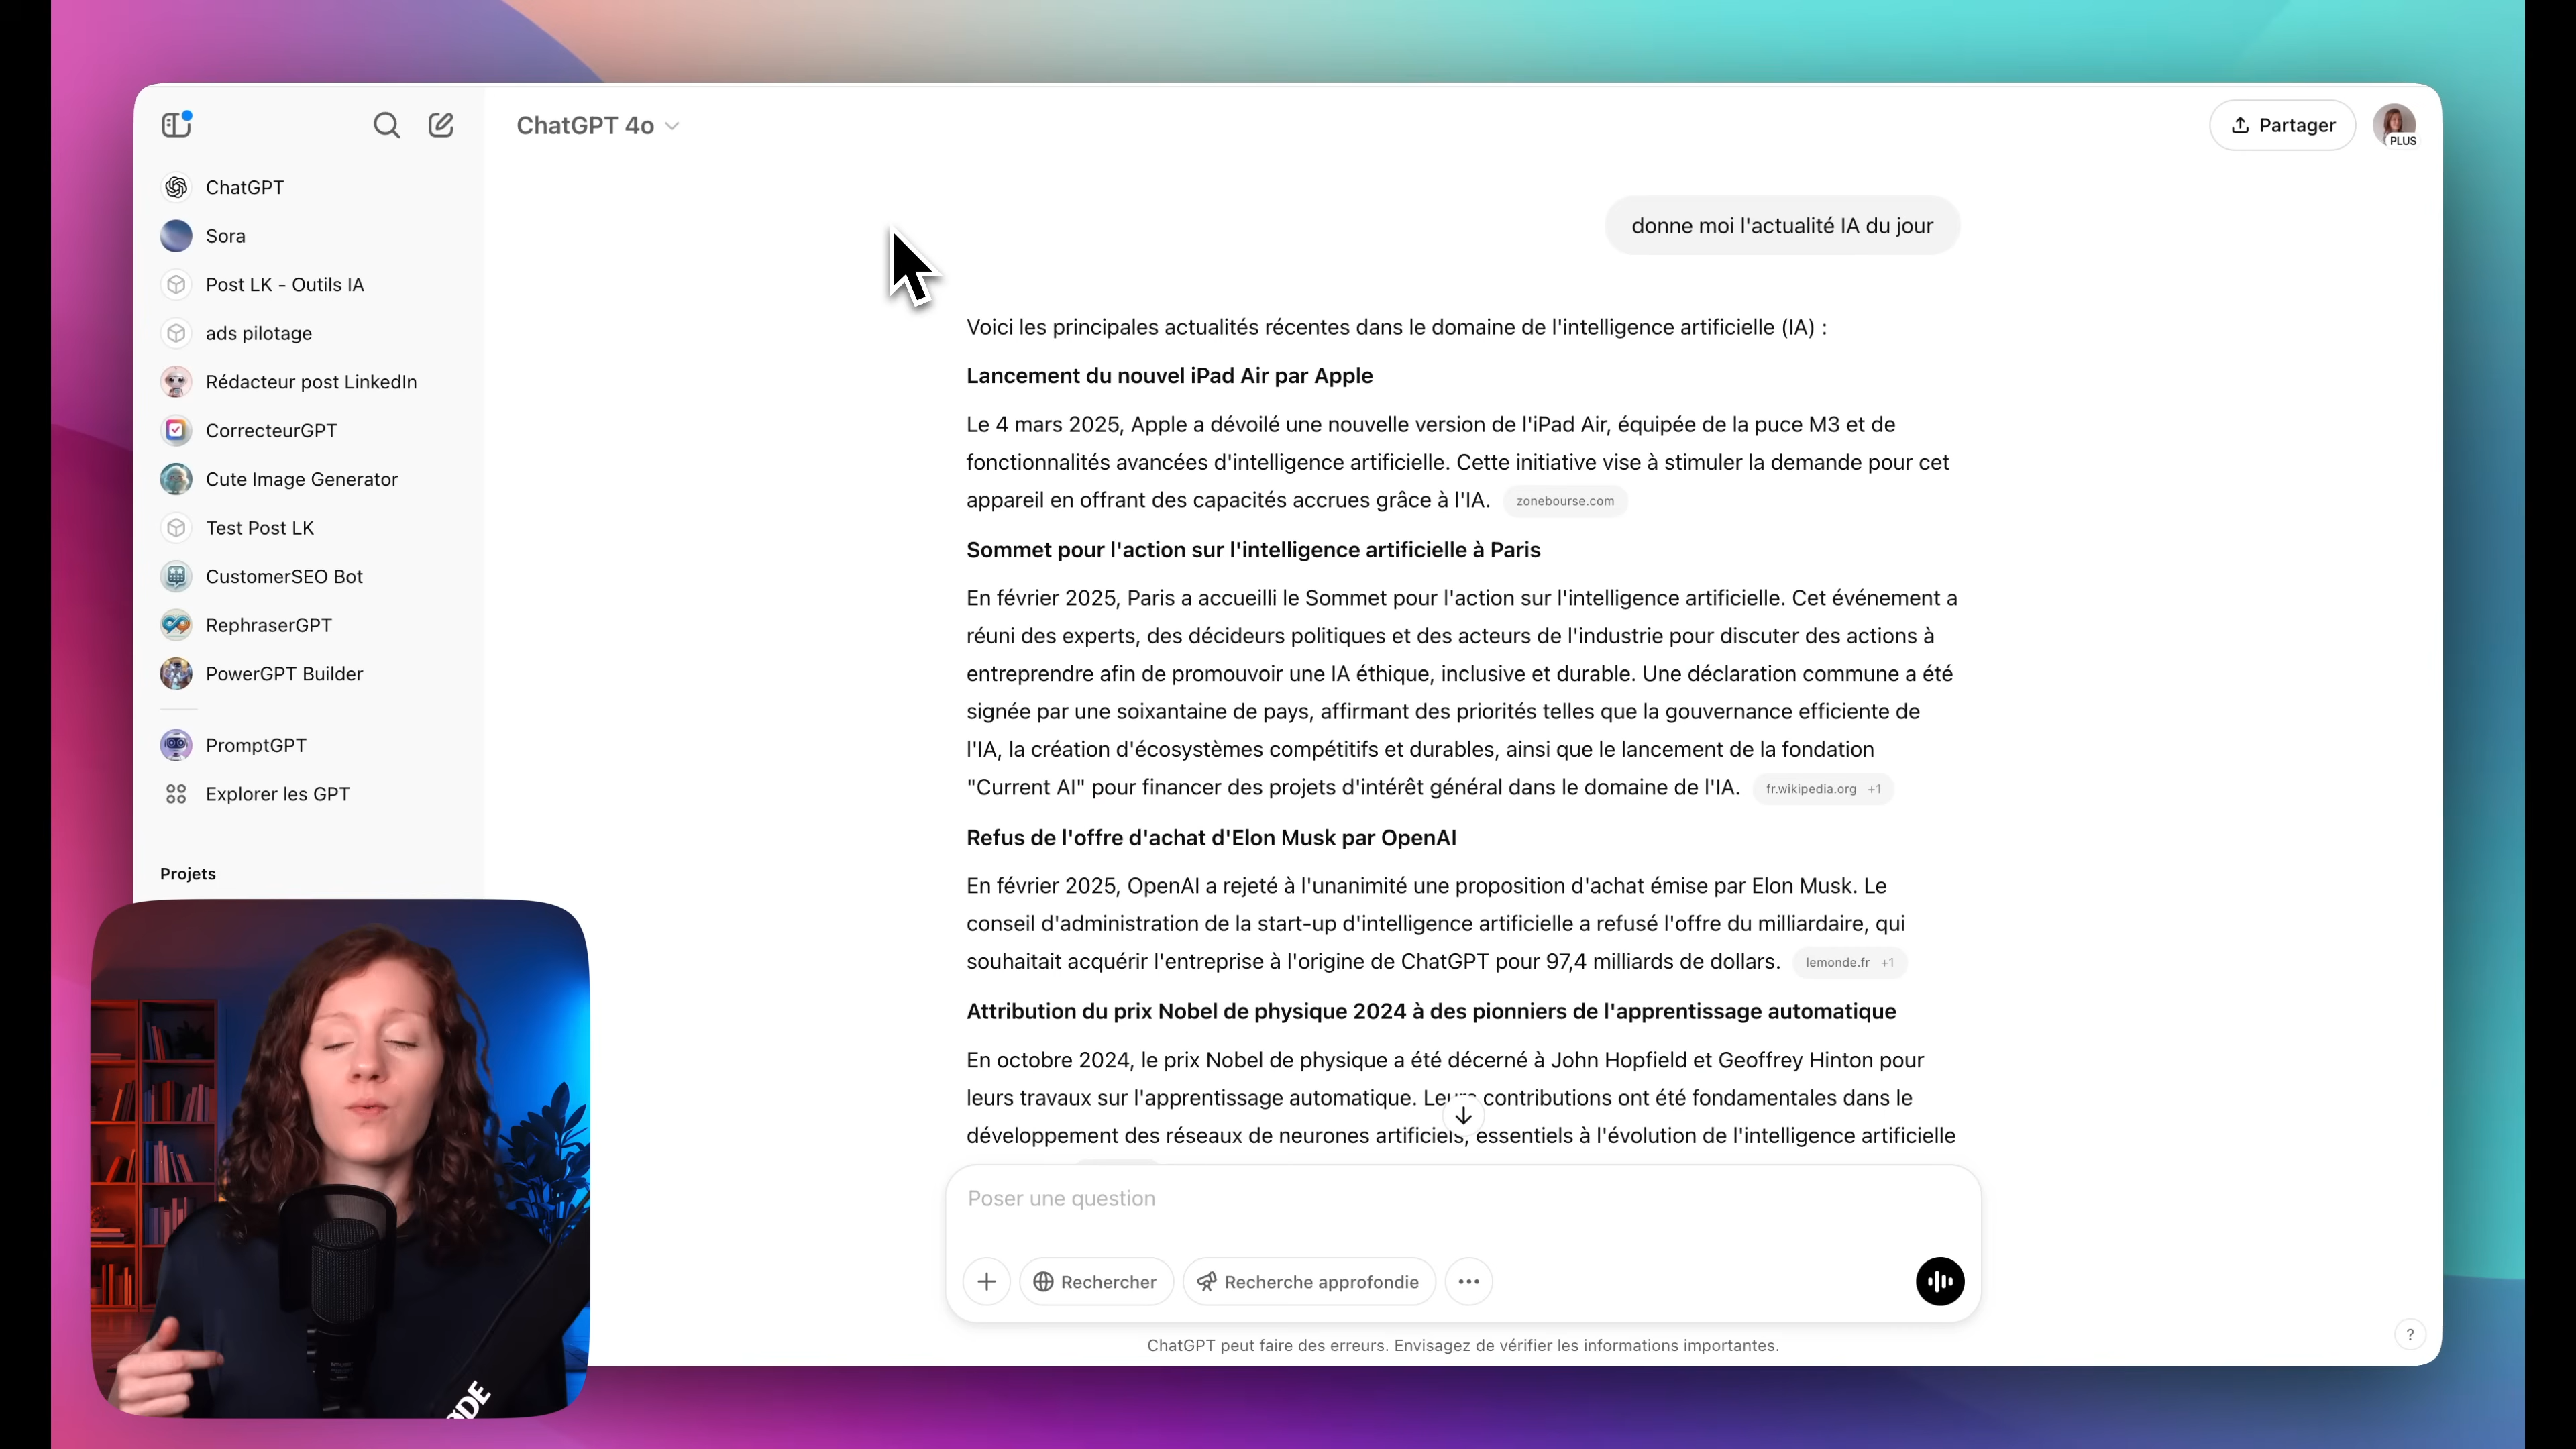 ChatGPT 4o
Partager
PLUS
ChatGPT
Sora
Post LK - Outils IA
ads pilotage
Rédacteur post LinkedIn
CorrecteurGPT
Cute Image Generator
Test Post LK
CustomerSEO Bot
RephraserGPT
PowerGPT Builder
PromptGPT
Explorer les GPT
Projets
donne moi l'actualité IA du jour
Voici les principales actualités récentes dans le domaine de l'intelligence artificielle (IA) :
Lancement du nouvel iPad Air par Apple
Le 4 mars 2025, Apple a dévoilé une nouvelle version de l'iPad Air, équipée de la puce M3 et de
fonctionnalités avancées d'intelligence artificielle. Cette initiative vise à stimuler la demande pour cet
appareil en offrant des capacités accrues grâce à l'IA. zonebourse.com
Sommet pour l'action sur l'intelligence artificielle à Paris
En février 2025, Paris a accueilli le Sommet pour l'action sur l'intelligence artificielle. Cet événement a
réuni des experts, des décideurs politiques et des acteurs de l'industrie pour discuter des actions à
entreprendre afin de promouvoir une IA éthique, inclusive et durable. Une déclaration commune a été
signée par une soixantaine de pays, affirmant des priorités telles que la gouvernance efficiente de
l'IA, la création d'écosystèmes compétitifs et durables, ainsi que le lancement de la fondation
"Current AI" pour financer des projets d'intérêt général dans le domaine de l'IA. fr.wikipedia.org +1
Refus de l'offre d'achat d'Elon Musk par OpenAI
En février 2025, OpenAI a rejeté à l'unanimité une proposition d'achat émise par Elon Musk. Le
conseil d'administration de la start-up d'intelligence artificielle a refusé l'offre du milliardaire, qui
souhaitait acquérir l'entreprise à l'origine de ChatGPT pour 97,4 milliards de dollars. lemonde.fr +1
Attribution du prix Nobel de physique 2024 à des pionniers de l'apprentissage automatique
En octobre 2024, le prix Nobel de physique a été décerné à John Hopfield et Geoffrey Hinton pour
leurs travaux sur l'apprentissage automatique. Leurs contributions ont été fondamentales dans le
développement des réseaux de neurones artificiels, essentiels à l'évolution de l'intelligence artificielle
Poser une question
Rechercher
Recherche approfondie
ChatGPT peut faire des erreurs. Envisagez de vérifier les informations importantes.
?